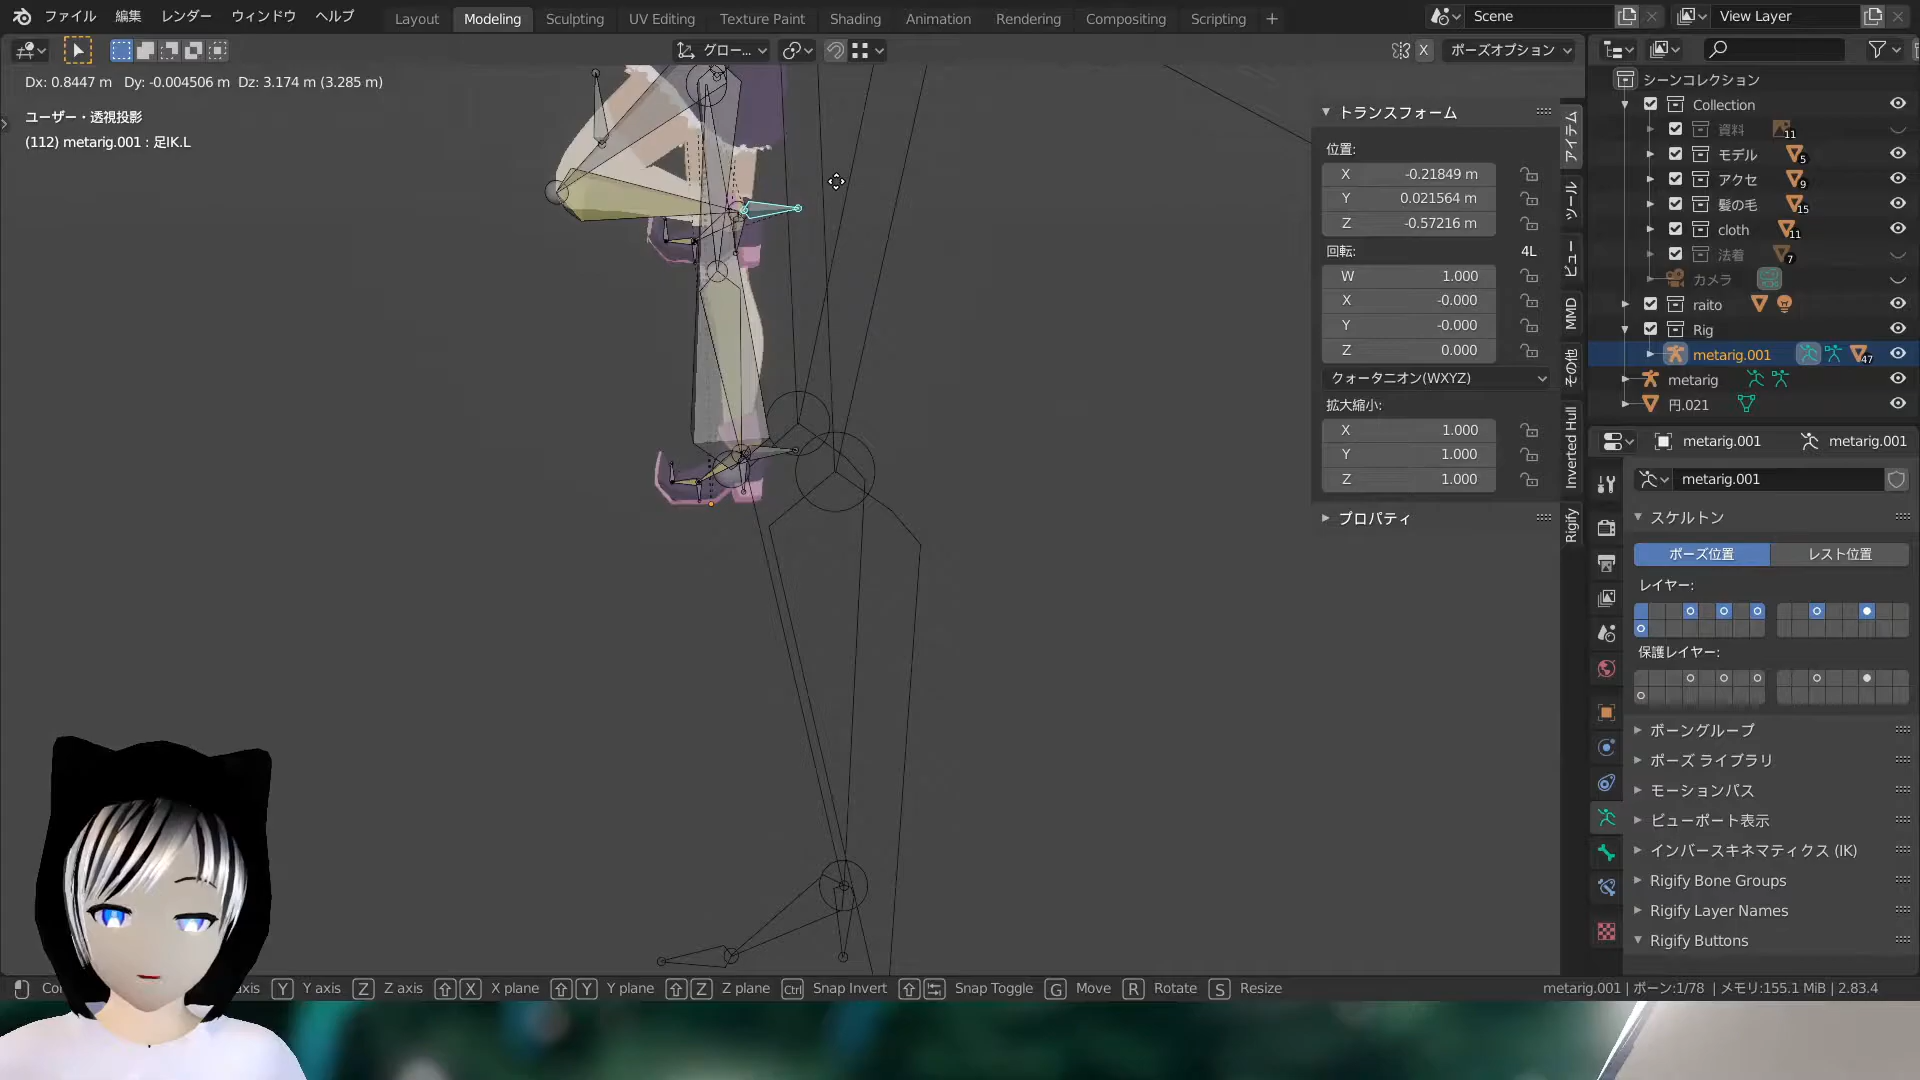 ファイル 編集 レンダー ウィンドウ ヘルプ Layout Modeling Sculpting UV Editing Texture Paint Shading Animation Rendering Compositing Scripting + Scene View Layer
グロー... X ポーズオプション
Dx: 0.8447 m Dy: -0.004506 m Dz: 3.174 m (3.285 m)
ユーザー・透視投影
(112) metarig.001 : 足IK.L
トランスフォーム
位置:
X -0.21849 m
Y 0.021564 m
Z -0.57216 m
回転: 4L
W 1.000
X -0.000
Y -0.000
Z 0.000
クォータニオン(WXYZ)
拡大縮小:
X 1.000
Y 1.000
Z 1.000
プロパティ
アイテム
ツール
ビュー
MMD
その他
Inverted Hull
Rigify
シーンコレクション
Collection
資料 11
モデル 5
アクセ 9
髪の毛 15
cloth 11
法着 7
カメラ
raito
Rig
metarig.001 47
metarig
円.021
metarig.001 metarig.001
metarig.001
スケルトン
ポーズ位置 レスト位置
レイヤー:
保護レイヤー:
ボーングループ
ポーズ ライブラリ
モーションパス
ビューポート表示
インバースキネマティクス (IK)
Rigify Bone Groups
Rigify Layer Names
Rigify Buttons
Co axis Y Y axis Z Z axis X X plane Y Y plane Z Z plane Ctrl Snap Invert Snap Toggle G Move R Rotate S Resize metarig.001 | ボーン:1/78 | メモリ:155.1 MiB | 2.83.4